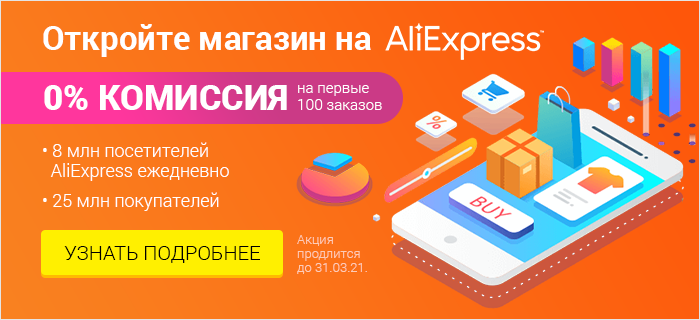 Откройте магазин на AliExpress™
0% КОМИССИЯ
на первые
100 заказов
• 8 млн посетителей
AliExpress ежедневно
• 25 млн покупателей
УЗНАТЬ ПОДРОБНЕЕ
Акция
продлится
до 31.03.21.
%
BUY